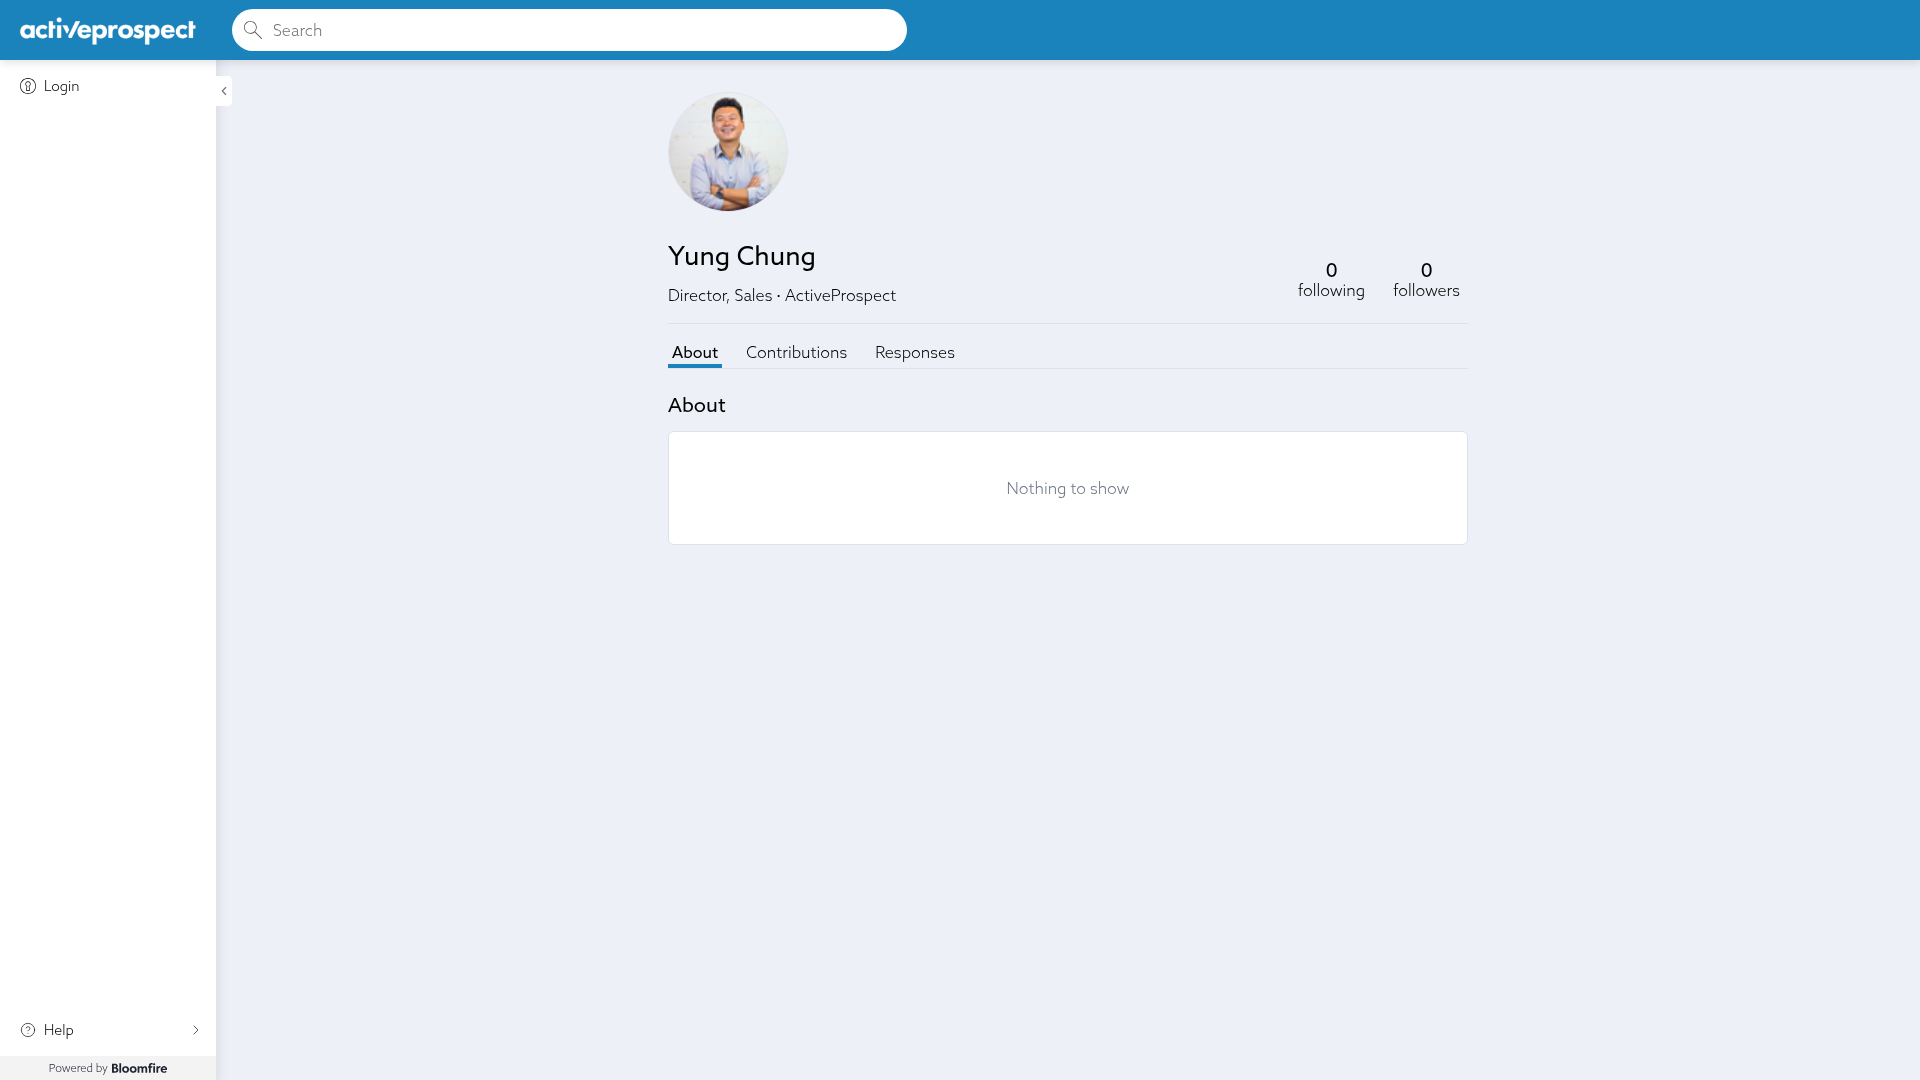 activeprospect
Search
Login
Yung Chung
Director, Sales • ActiveProspect
0
following
0
followers
About
Contributions
Responses
About
Nothing to show
Help
Powered by Bloomfire